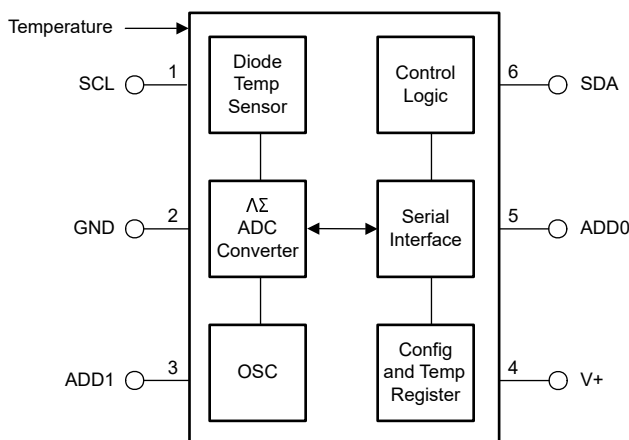 Temperature
Diode
Temp
Sensor
Control
Logic
1
SCL
6
SDA
ΛΣ
ADC
Converter
Serial
Interface
2
GND
5
ADD0
OSC
Config
and Temp
Register
3
ADD1
4
V+